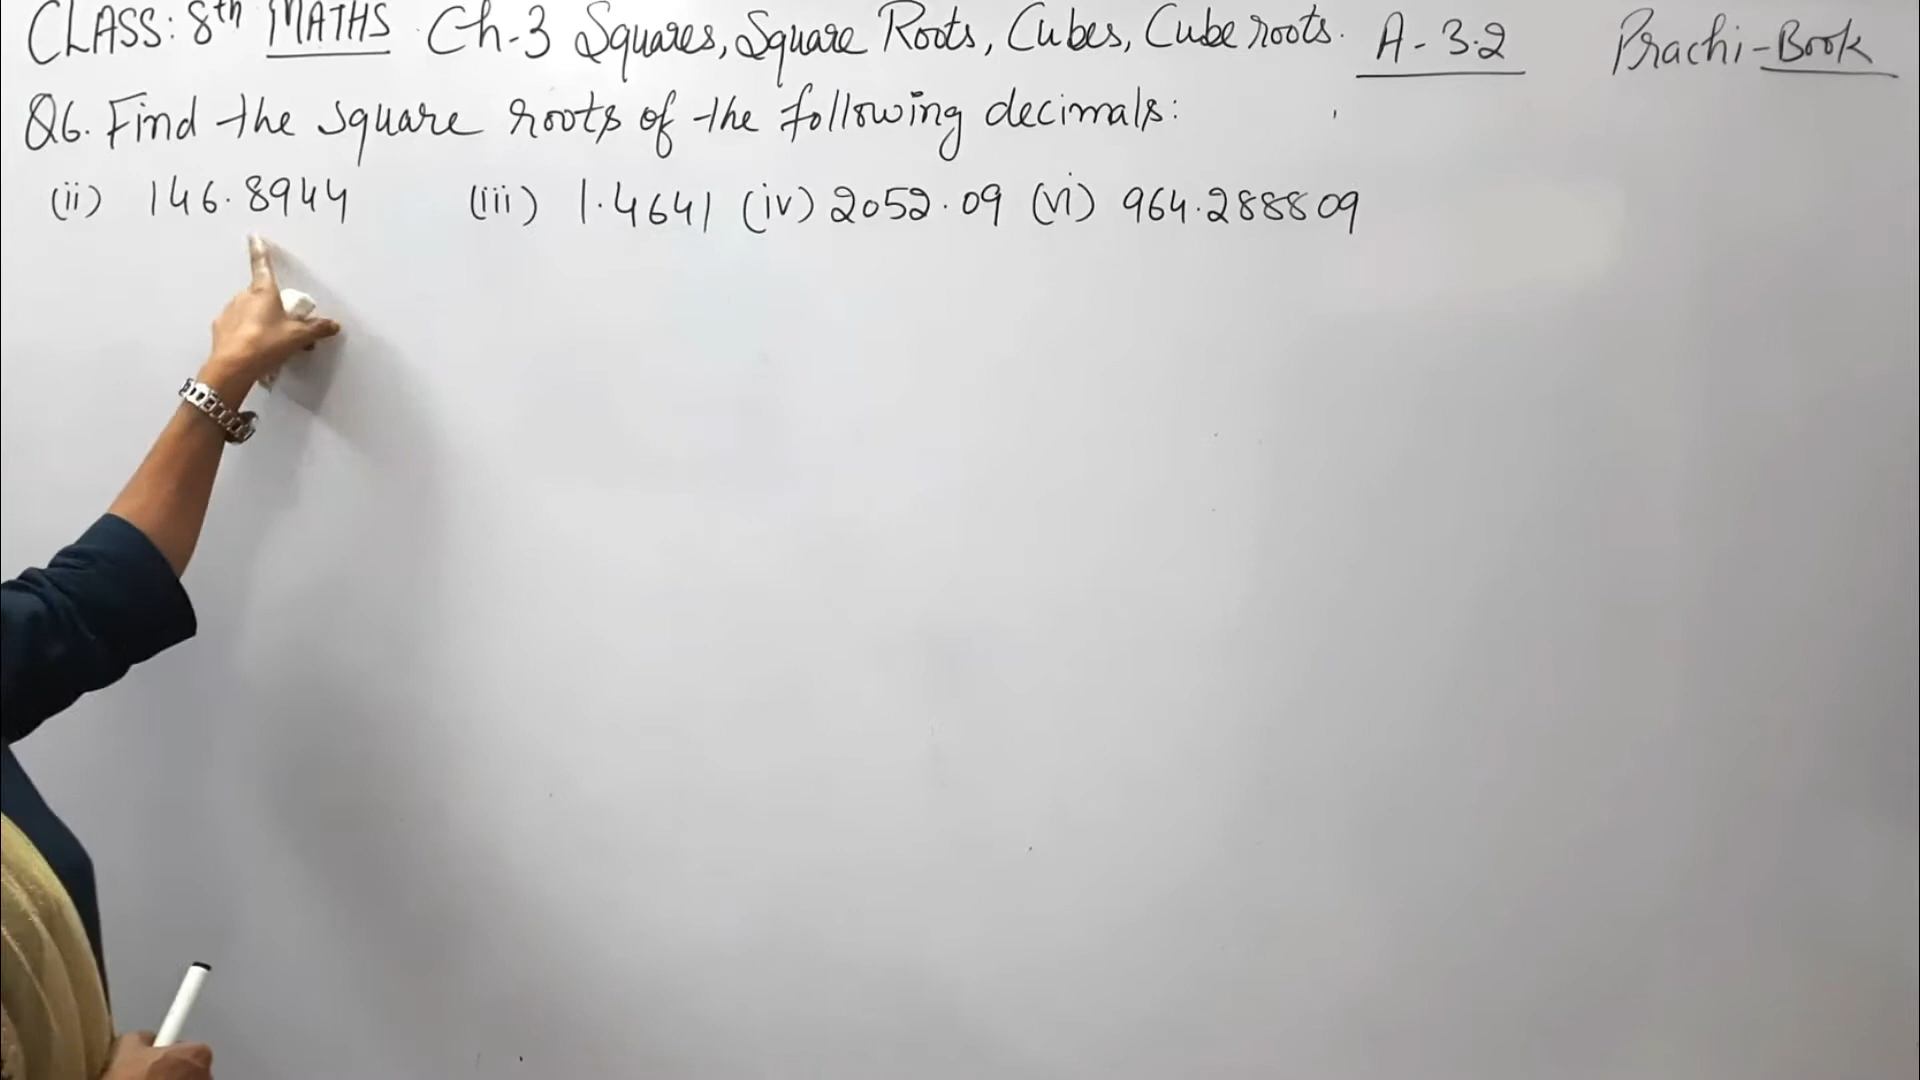 CLASS: 8th MATHS Ch-3 Squares, Square Roots, Cubes, Cube roots. A-3.2 Prachi-Book
Q6. Find the square roots of the following decimals:
(ii) 146.8944 (iii) 1.4641 (iv) 2052.09 (vi) 964.288809